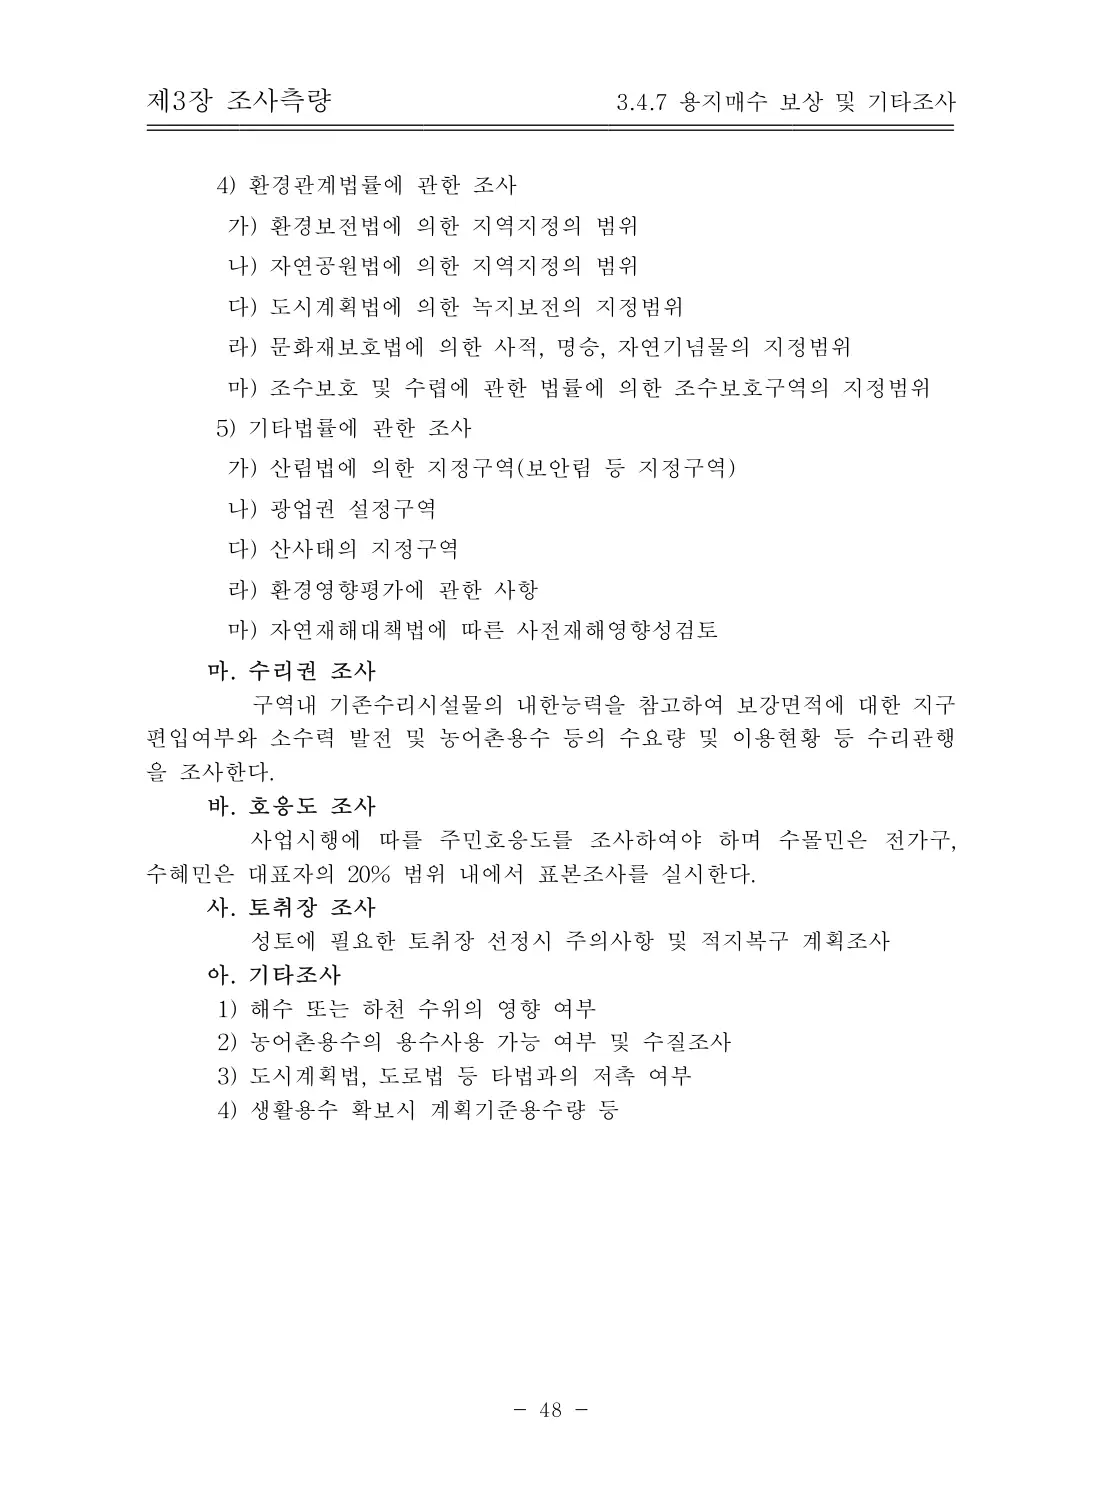 제3장 조사측량
3.4.7 용지매수 보상 및 기타조사
4) 환경관계법률에 관한 조사
가) 환경보전법에 의한 지역지정의 범위
나) 자연공원법에 의한 지역지정의 범위
다) 도시계획법에 의한 녹지보전의 지정범위
라) 문화재보호법에 의한 사적, 명승, 자연기념물의 지정범위
마) 조수보호 및 수렵에 관한 법률에 의한 조수보호구역의 지정범위
5) 기타법률에 관한 조사
가) 산림법에 의한 지정구역(보안림 등 지정구역)
나) 광업권 설정구역
다) 산사태의 지정구역
라) 환경영향평가에 관한 사항
마) 자연재해대책법에 따른 사전재해영향성검토
마. 수리권 조사
구역내 기존수리시설물의 내한능력을 참고하여 보강면적에 대한 지구
편입여부와 소수력 발전 및 농어촌용수 등의 수요량 및 이용현황 등 수리관행
을 조사한다.
바. 호응도 조사
사업시행에 따를 주민호응도를 조사하여야 하며 수몰민은 전가구,
수혜민은 대표자의 20% 범위 내에서 표본조사를 실시한다.
사. 토취장 조사
성토에 필요한 토취장 선정시 주의사항 및 적지복구 계획조사
아. 기타조사
1) 해수 또는 하천 수위의 영향 여부
2) 농어촌용수의 용수사용 가능 여부 및 수질조사
3) 도시계획법, 도로법 등 타법과의 저촉 여부
4) 생활용수 확보시 계획기준용수량 등
- 48 -